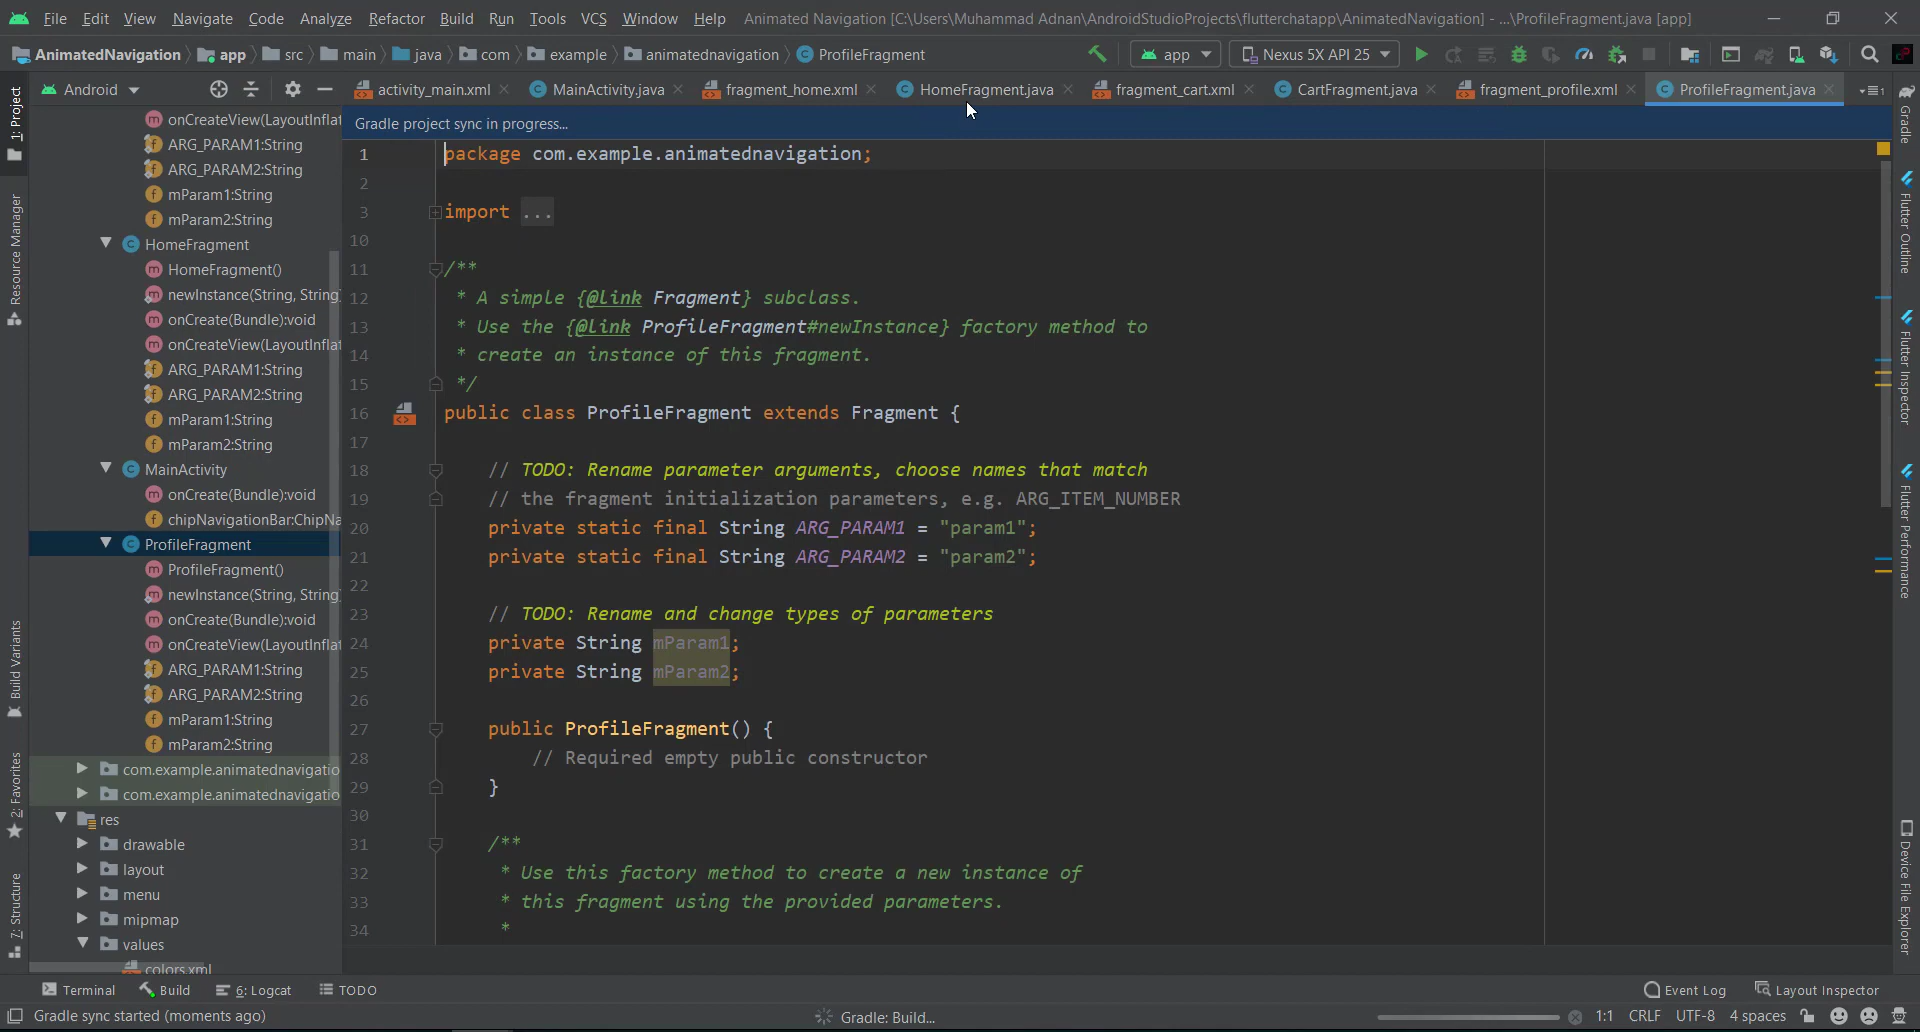 File Edit View Navigate Code Analyze Refactor Build Run Tools VCS Window Help Animated Navigation [C:\Users\Muhammad Adnan\AndroidStudioProjects\flutterchatapp\AnimatedNavigation] - ...\ProfileFragment.java [app]
AnimatedNavigation app src main java com example animatednavigation ProfileFragment app Nexus 5X API 25
Android activity_main.xml MainActivity.java fragment_home.xml HomeFragment.java fragment_cart.xml CartFragment.java fragment_profile.xml ProfileFragment.java
Gradle project sync in progress...
1: Project
Resource Manager
Build Variants
2: Favorites
7: Structure
onCreateView(LayoutInflat
ARG_PARAM1:String
ARG_PARAM2:String
mParam1:String
mParam2:String
HomeFragment
HomeFragment()
newInstance(String, String)
onCreate(Bundle):void
onCreateView(LayoutInflat
ARG_PARAM1:String
ARG_PARAM2:String
mParam1:String
mParam2:String
MainActivity
onCreate(Bundle):void
chipNavigationBar:ChipNa
ProfileFragment
ProfileFragment()
newInstance(String, String
onCreate(Bundle):void
onCreateView(LayoutInflat
ARG_PARAM1:String
ARG_PARAM2:String
mParam1:String
mParam2:String
com.example.animatednavigatio
com.example.animatednavigatio
res
drawable
layout
menu
mipmap
values
colors.xml
1 package com.example.animatednavigation;
2
3 import ...
10
11 /**
12 * A simple {@link Fragment} subclass.
13 * Use the {@link ProfileFragment#newInstance} factory method to
14 * create an instance of this fragment.
15 */
16 public class ProfileFragment extends Fragment {
17
18 // TODO: Rename parameter arguments, choose names that match
19 // the fragment initialization parameters, e.g. ARG_ITEM_NUMBER
20 private static final String ARG_PARAM1 = "param1";
21 private static final String ARG_PARAM2 = "param2";
22
23 // TODO: Rename and change types of parameters
24 private String mParam1;
25 private String mParam2;
26
27 public ProfileFragment() {
28 // Required empty public constructor
29 }
30
31 /**
32 * Use this factory method to create a new instance of
33 * this fragment using the provided parameters.
34 *
Gradle
Flutter Outline
Flutter Inspector
Flutter Performance
Device File Explorer
Terminal Build 6: Logcat TODO Event Log Layout Inspector
Gradle sync started (moments ago) Gradle: Build... 1:1 CRLF UTF-8 4 spaces